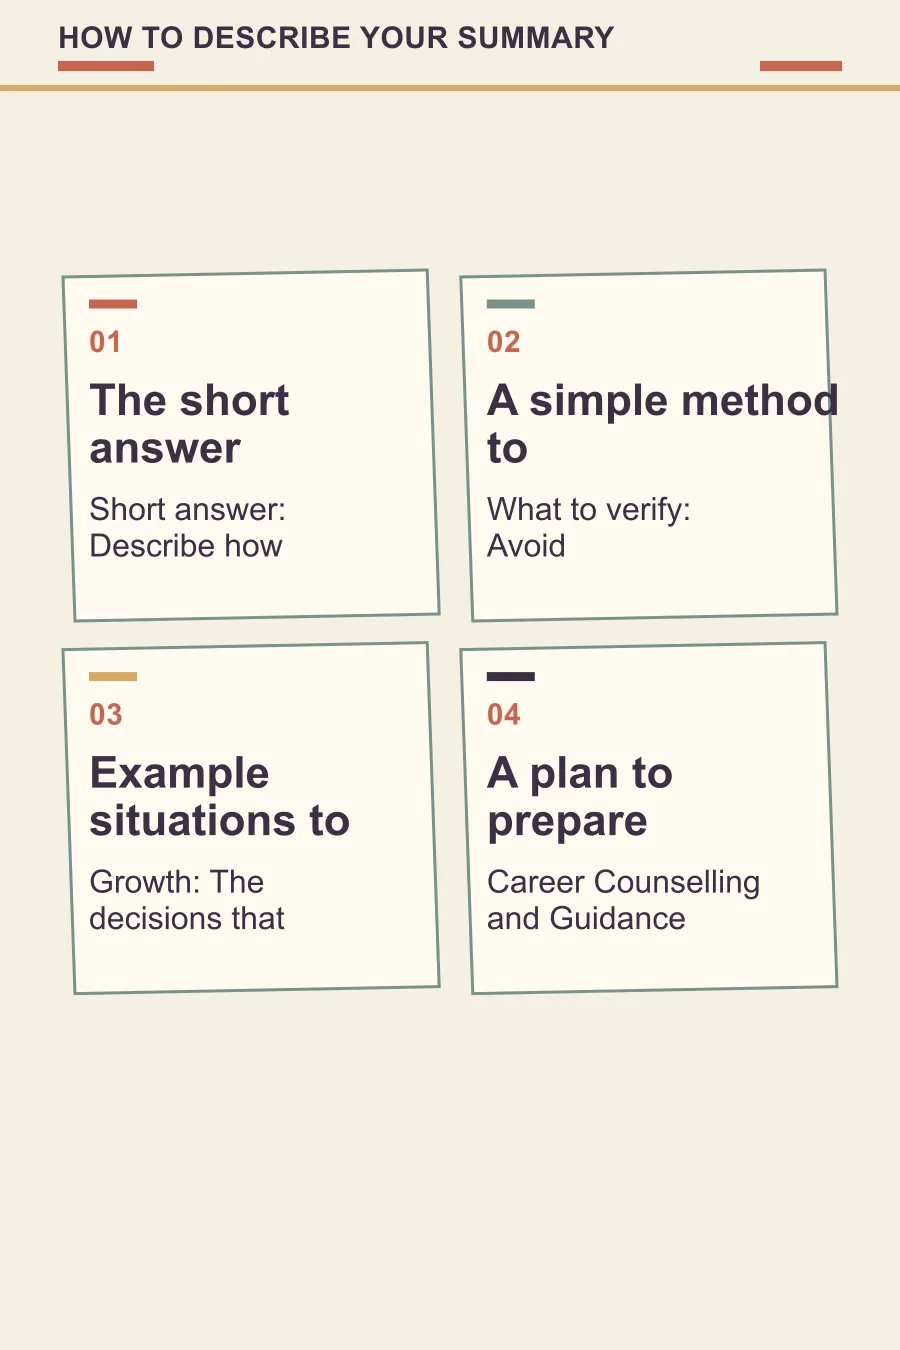 HOW TO DESCRIBE YOUR SUMMARY
01
The short
answer
Short answer:
Describe how
02
A simple method
to
What to verify:
Avoid
03
Example
situations to
Growth: The
decisions that
04
A plan to
prepare
Career Counselling
and Guidance